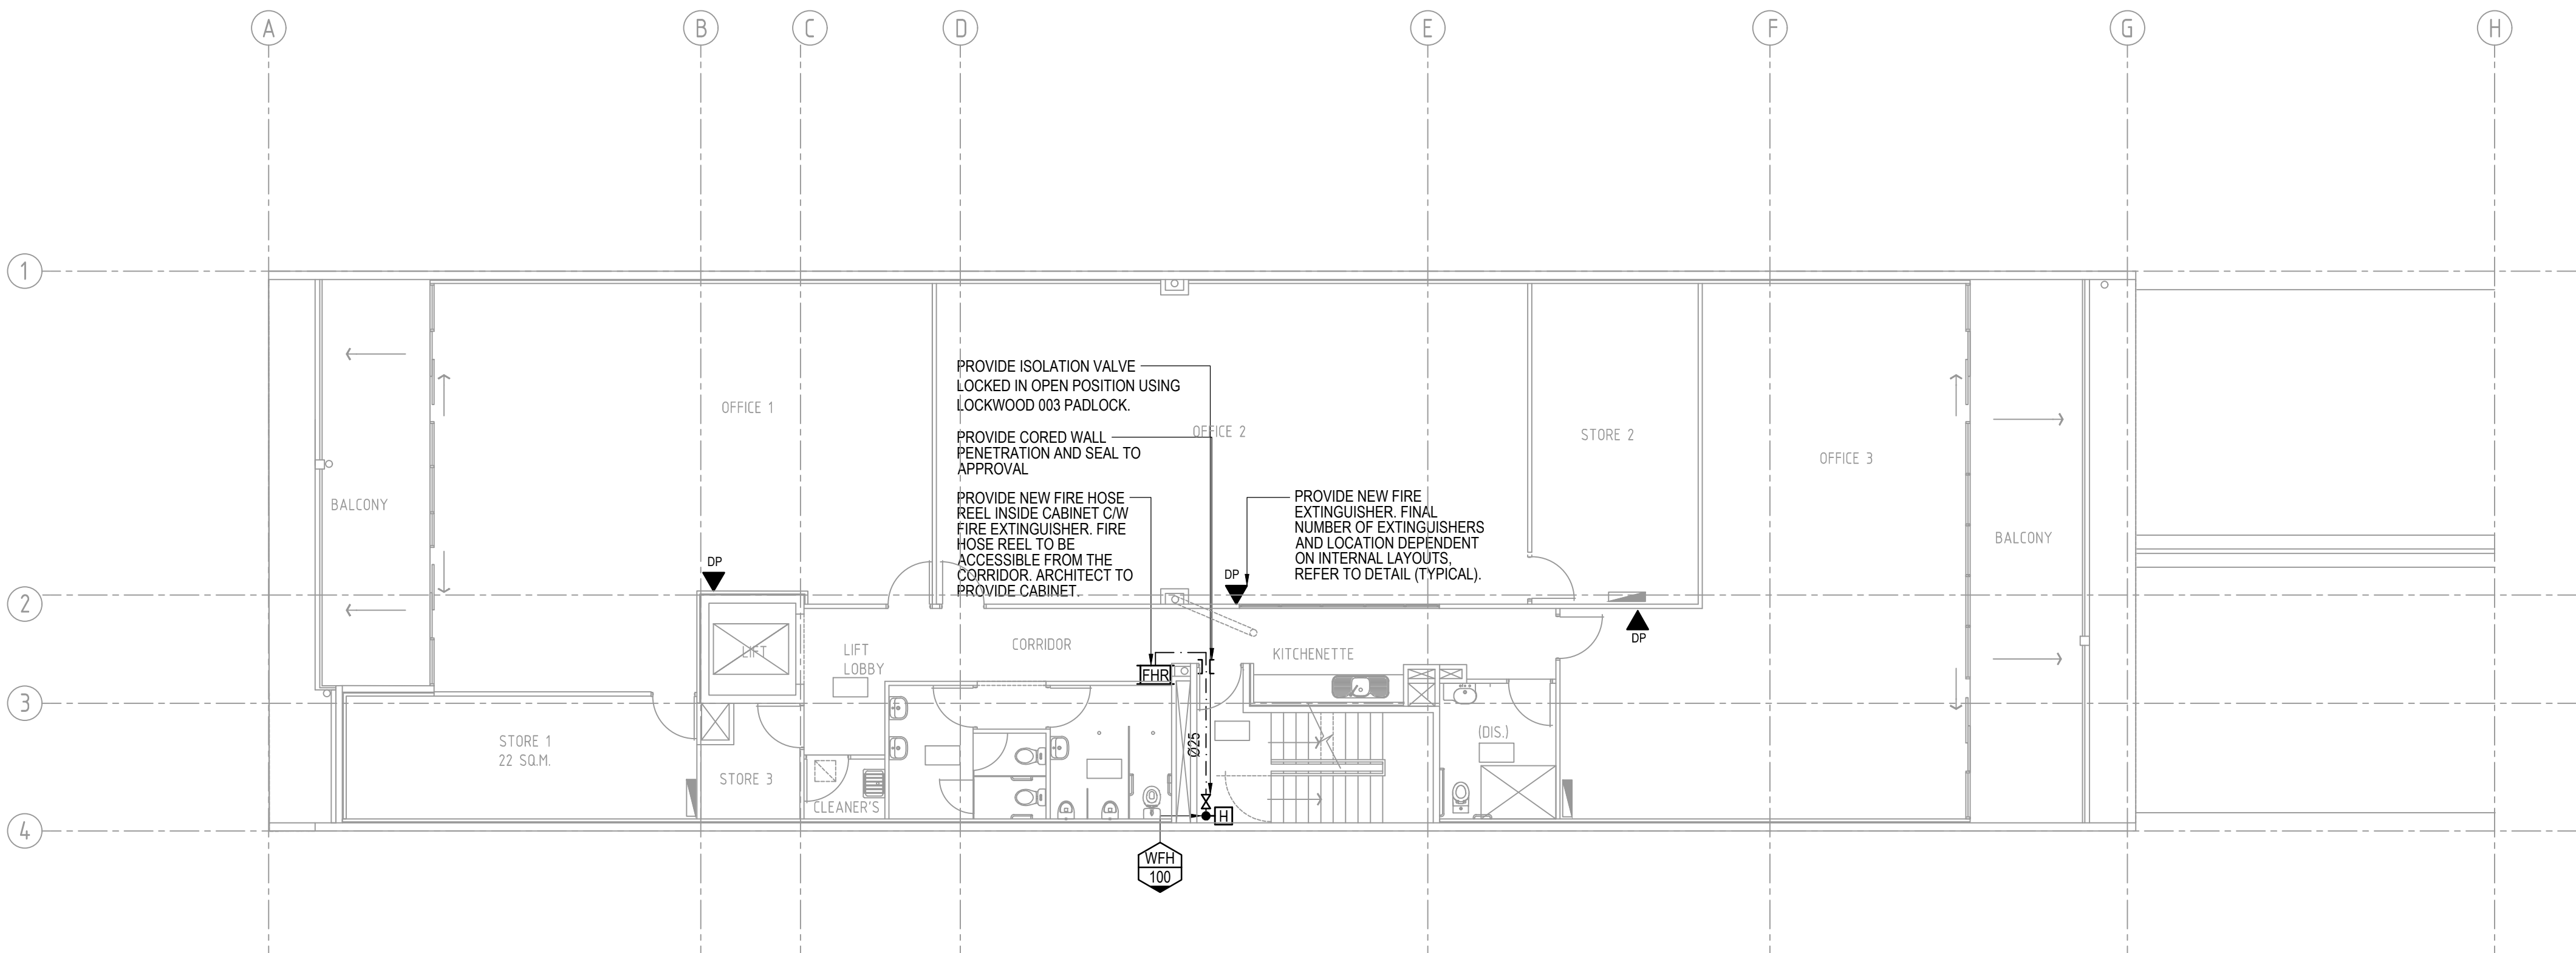 A
B
C
D
E
F
G
H
1
PROVIDE ISOLATION VALVE
LOCKED IN OPEN POSITION USING
LOCKWOOD 003 PADLOCK.
OFFICE 1
OFFICE 2
STORE 2
PROVIDE CORED WALL
PENETRATION AND SEAL TO
APPROVAL
OFFICE 3
PROVIDE NEW FIRE HOSE
REEL INSIDE CABINET C/W
FIRE EXTINGUISHER. FIRE
HOSE REEL TO BE
ACCESSIBLE FROM THE
CORRIDOR. ARCHITECT TO
PROVIDE CABINET.
PROVIDE NEW FIRE
EXTINGUISHER. FINAL
NUMBER OF EXTINGUISHERS
AND LOCATION DEPENDENT
ON INTERNAL LAYOUTS,
REFER TO DETAIL (TYPICAL).
BALCONY
BALCONY
DP
DP
2
DP
LIFT
LIFT
LOBBY
CORRIDOR
KITCHENETTE
FHR
3
STORE 1
22 SQ.M.
STORE 3
Ø25
(DIS.)
CLEANER'S
H
4
WFH
100